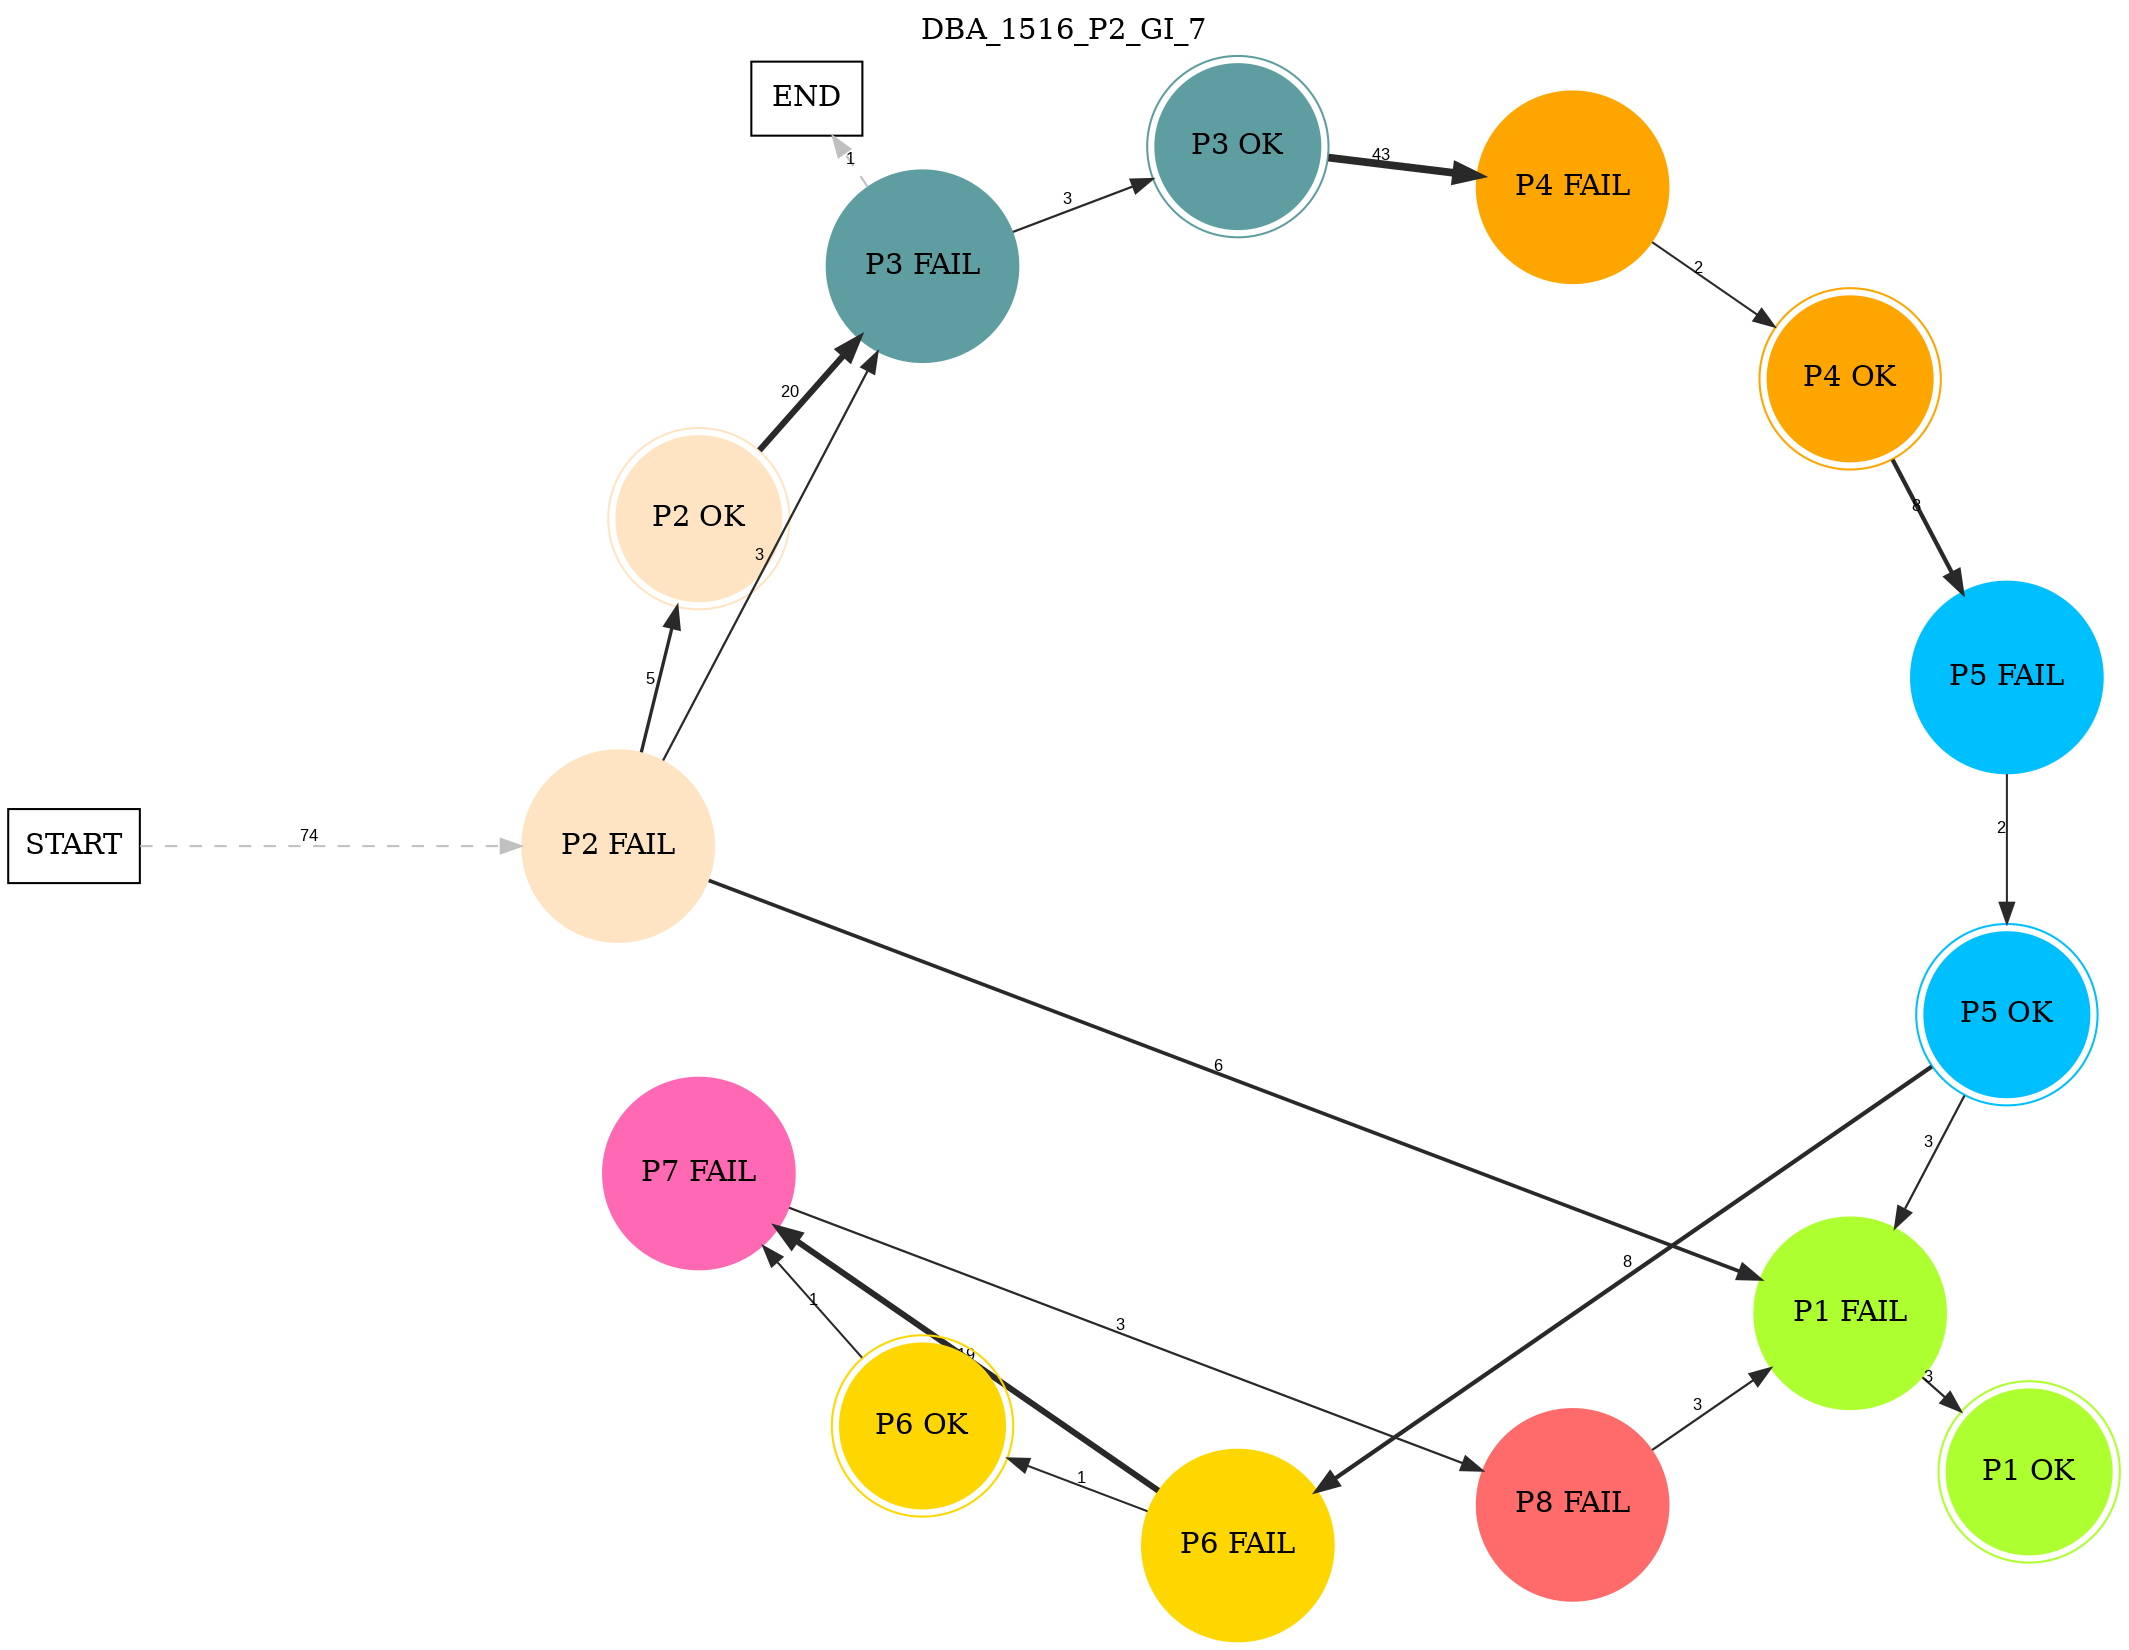 DBA_1516_P2_GI_7
END
P3 OK
P4 FAIL
43
1
P3 FAIL
3
2
P4 OK
20
8
P2 OK
3
5
P5 FAIL
START
74
P2 FAIL
2
P5 OK
6
3
P7 FAIL
8
1
3
P1 FAIL
19
3
3
P6 OK
1
P8 FAIL
P1 OK
P6 FAIL